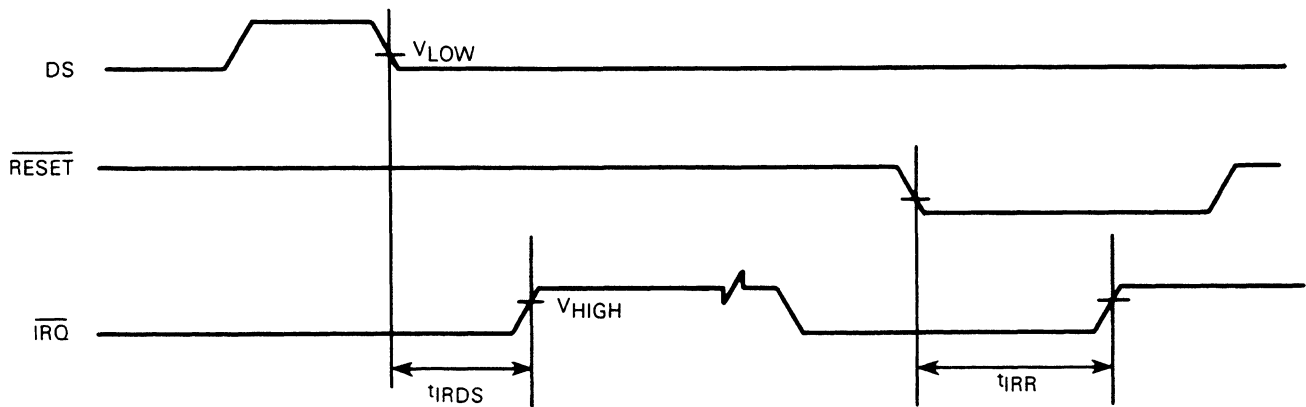 VLOW
DS
RESET
VHIGH
IRQ
tIRDS
tIRR